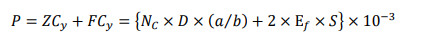 P = ZC_y + FC_y = {N_C × D × (a/b) + 2 × E_f × S} × 10⁻³